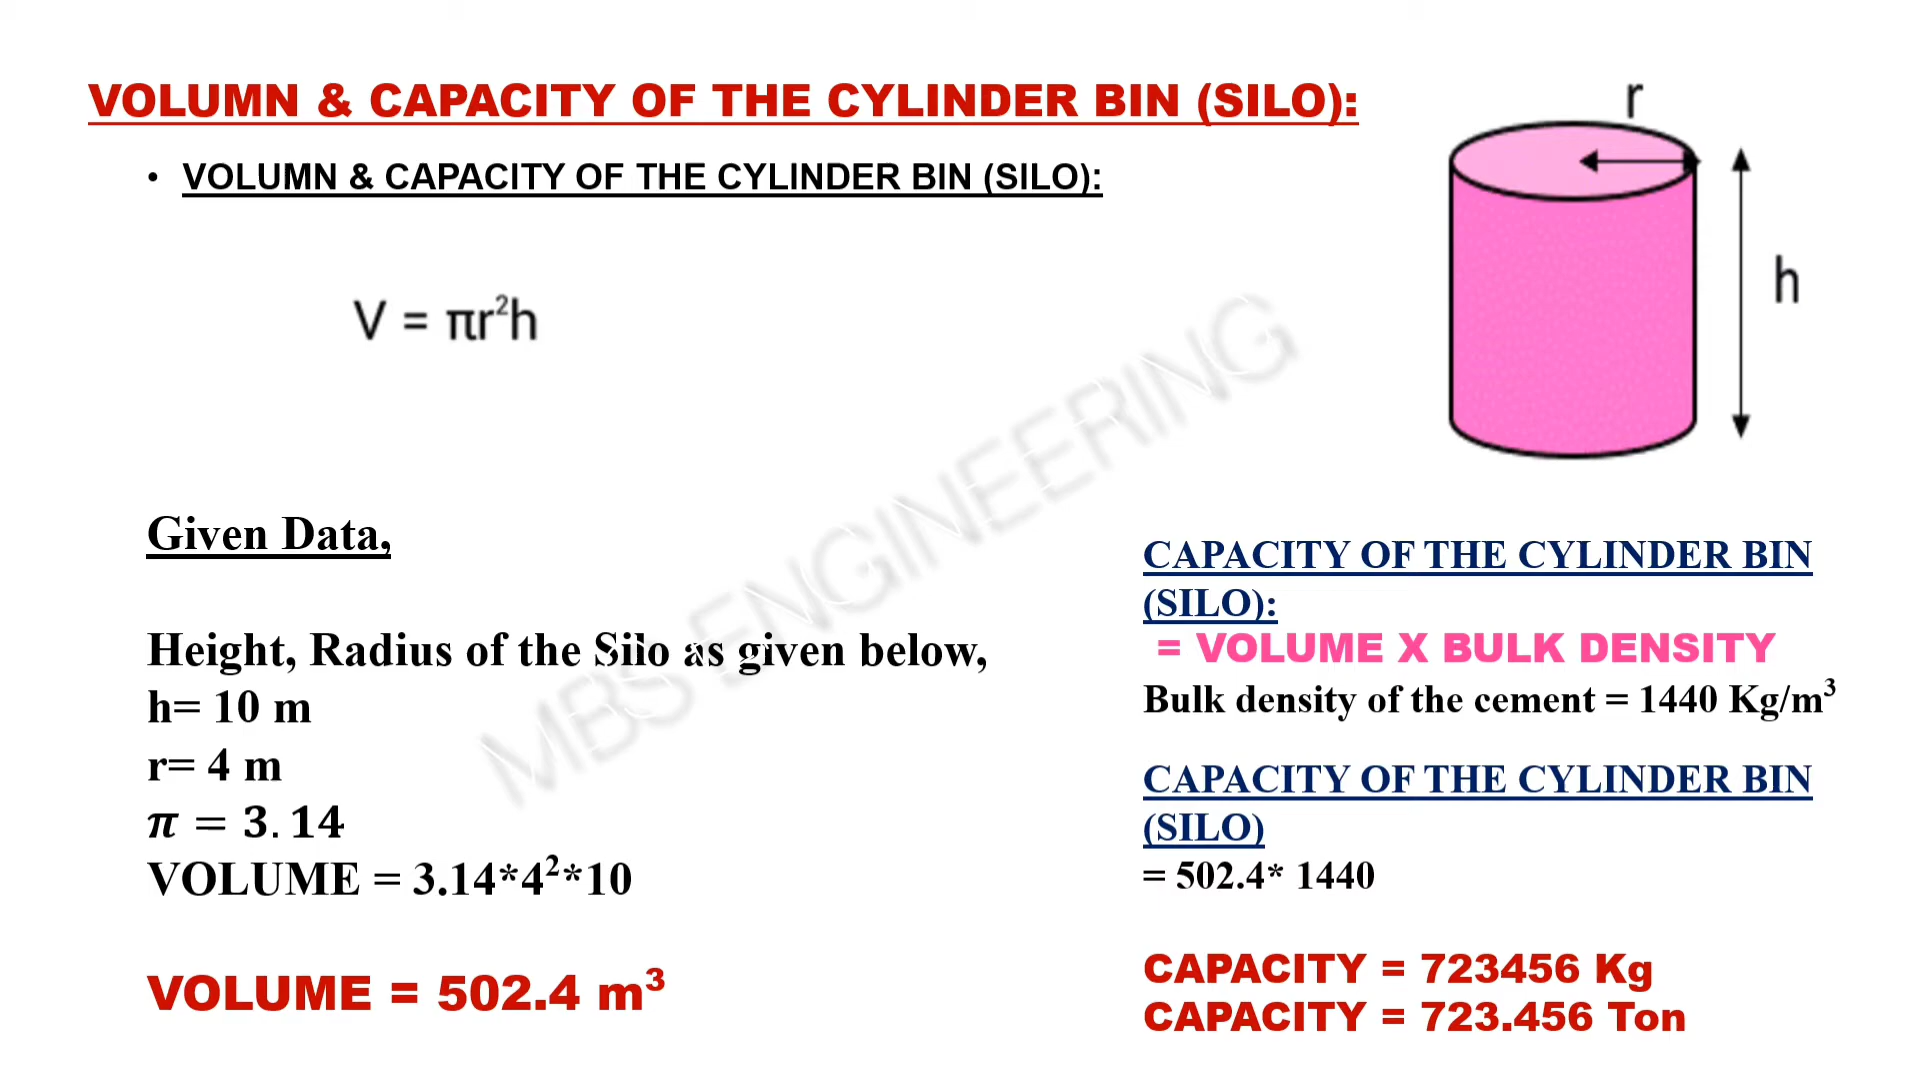 VOLUMN & CAPACITY OF THE CYLINDER BIN (SILO):
• VOLUMN & CAPACITY OF THE CYLINDER BIN (SILO):
r
h
V = πr²h
MBS ENGINEERING
Given Data,
Height, Radius of the Silo as given below,
h= 10 m
r= 4 m
π = 3.14
VOLUME = 3.14*4²*10
VOLUME = 502.4 m³
CAPACITY OF THE CYLINDER BIN
(SILO):
= VOLUME X BULK DENSITY
Bulk density of the cement = 1440 Kg/m³
CAPACITY OF THE CYLINDER BIN
(SILO)
= 502.4* 1440
CAPACITY = 723456 Kg
CAPACITY = 723.456 Ton